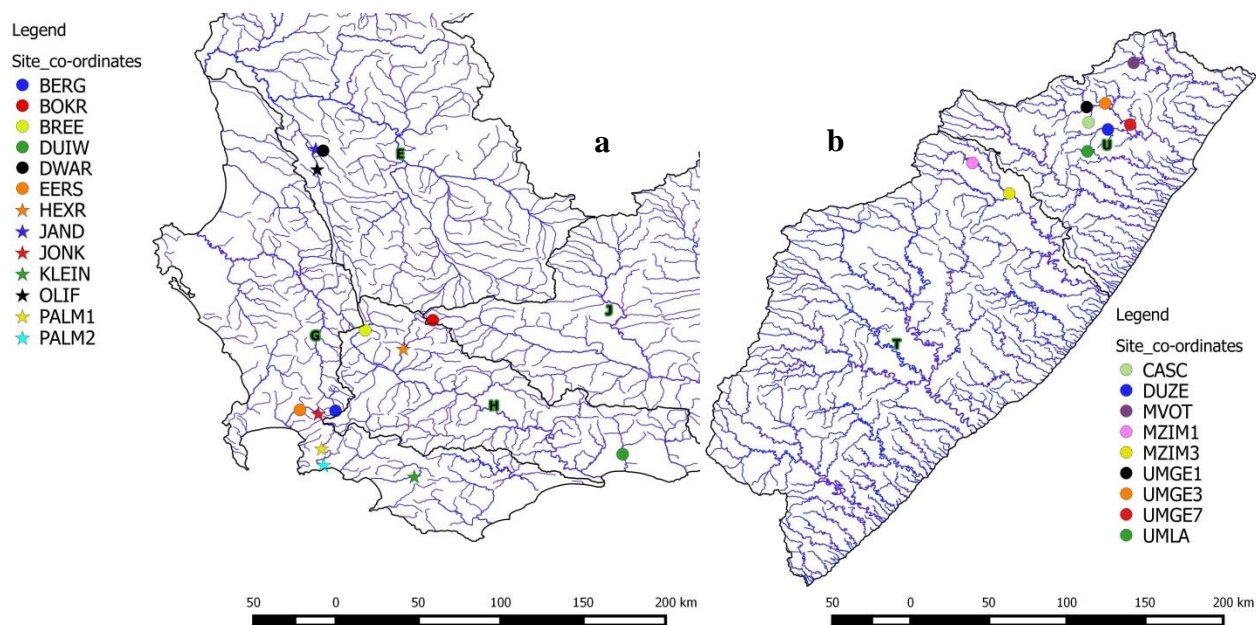 Legend
Site_co-ordinates
BERG
BOKR
BREE
DUIW
DWAR
EERS
HEXR
JAND
JONK
KLEIN
OLIF
PALM1
PALM2
a
E
J
G
H
50 0 50 100 150 200 km
b
U
T
Legend
Site_co-ordinates
CASC
DUZE
MVOT
MZIM1
MZIM3
UMGE1
UMGE3
UMGE7
UMLA
50 0 50 100 150 200 km